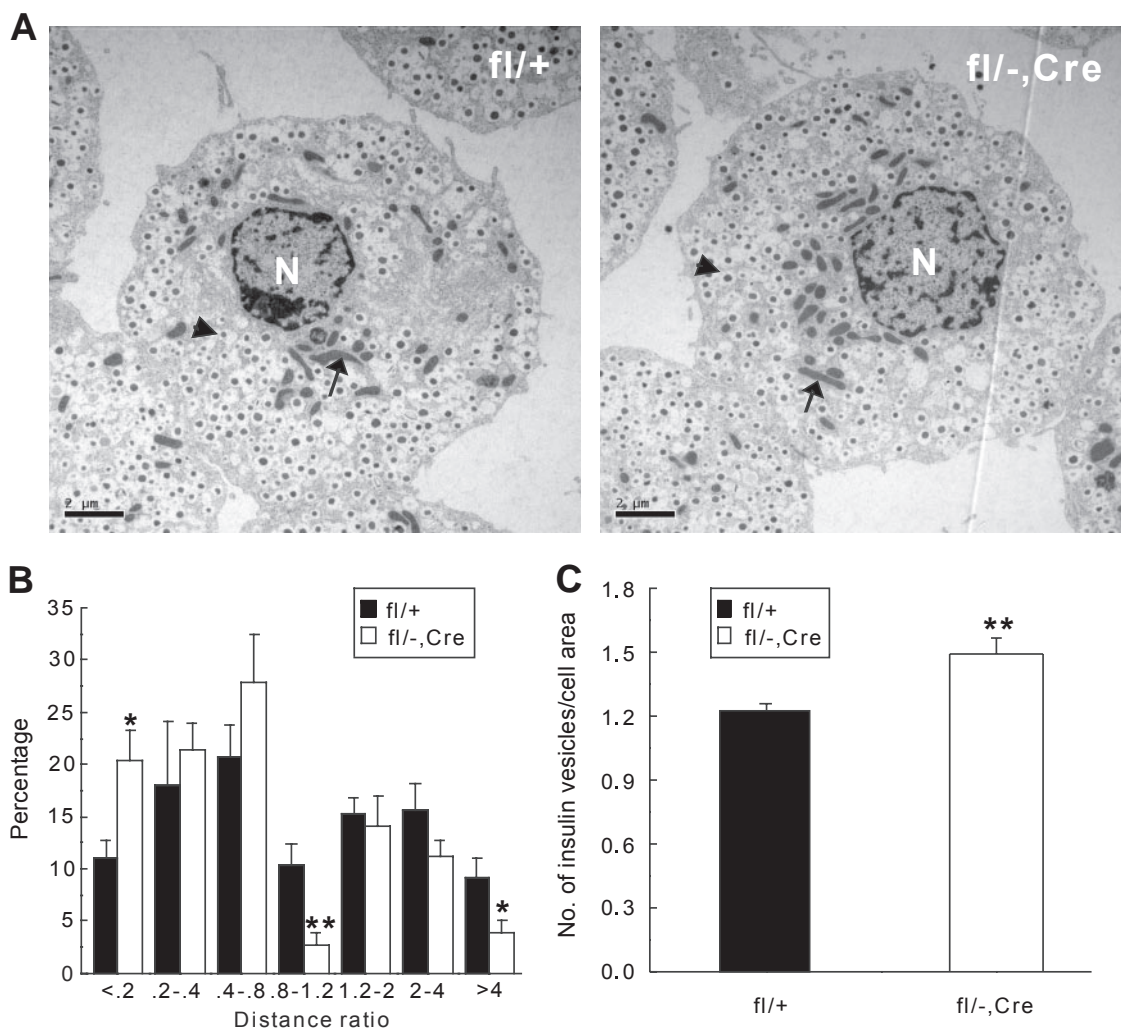 A
fl/+
fl/-,Cre
N
N
2 µm
2 µm
B
35
30
25
20
15
10
5
0
Percentage
fl/+
fl/-,Cre
*
**
*
<.2 .2-.4 .4-.8 .8-1.2 1.2-2 2-4 >4
Distance ratio
C
1.8
1.5
1.2
0.9
0.6
0.3
0.0
No. of insulin vesicles/cell area
fl/+
fl/-,Cre
**
fl/+ fl/-,Cre